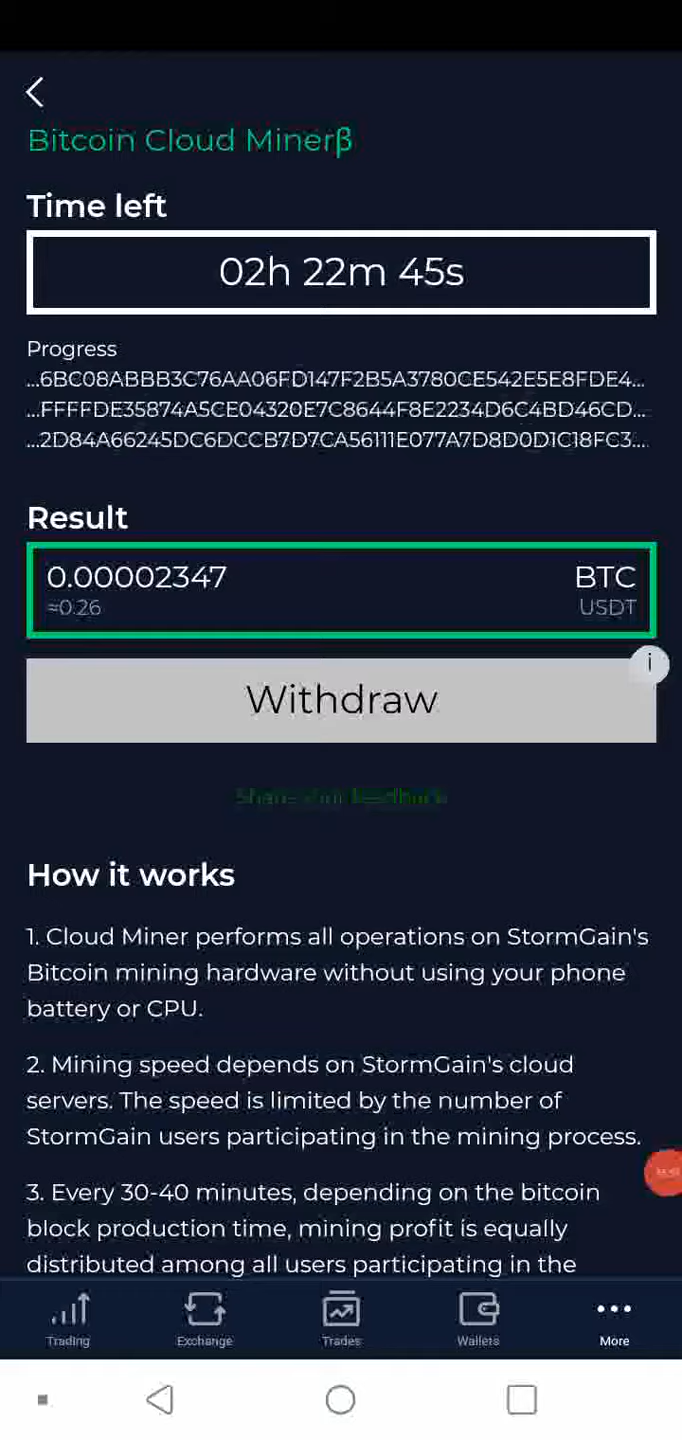 Bitcoin Cloud Minerβ
Time left
02h 22m 45s
Progress
...6BC08ABBB3C76AA06FD147F2B5A3780CE542E5E8FDE4...
...FFFFDE35874A5CE04320E7C8644F8E2234D6C4BD46CD...
...2D84A66245DC6DCCB7D7CA56111E077A7D8D0D1C18FC3...
Result
0.00002347 BTC
≈0.26 USDT
i
Withdraw
Share your feedback
How it works
1. Cloud Miner performs all operations on StormGain's
Bitcoin mining hardware without using your phone
battery or CPU.
2. Mining speed depends on StormGain's cloud
servers. The speed is limited by the number of
StormGain users participating in the mining process.
3. Every 30-40 minutes, depending on the bitcoin
block production time, mining profit is equally
distributed among all users participating in the
Trading Exchange Trades Wallets More